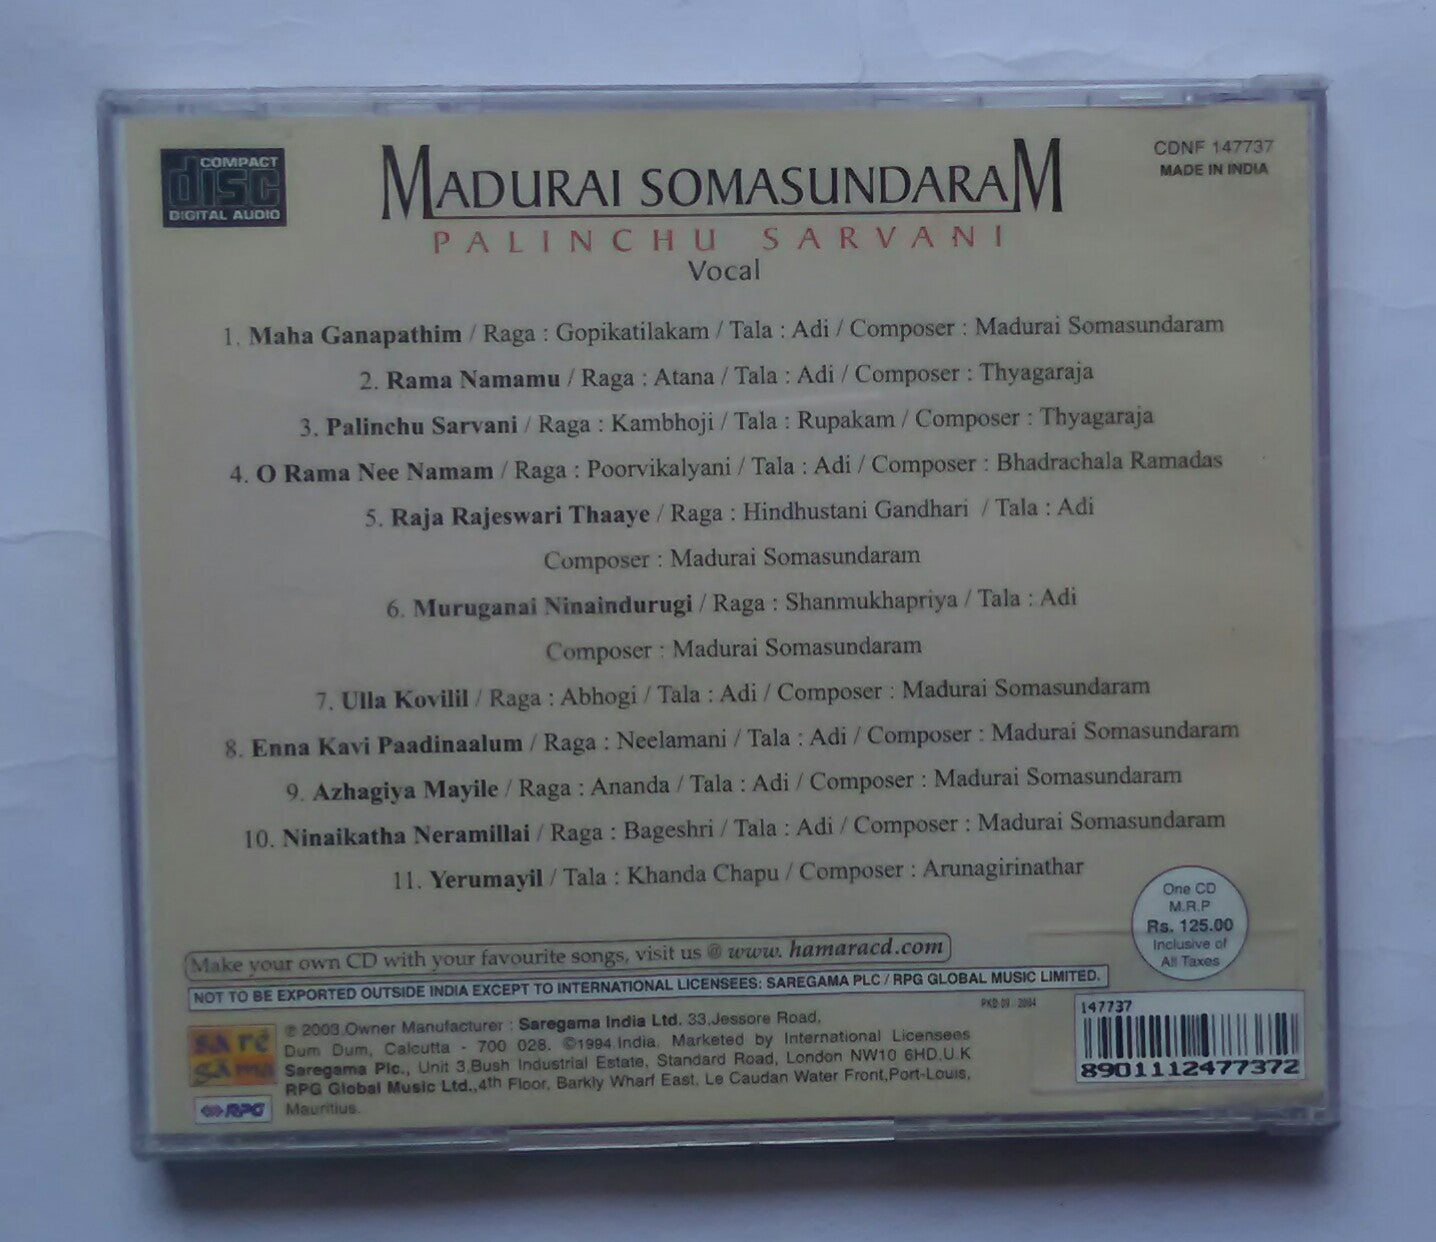 COMPACT
disc
DIGITAL AUDIO
MADURAI SOMASUNDARAM
PALINCHU SARVANI
Vocal
CDNF 147737
MADE IN INDIA
1. Maha Ganapathim / Raga : Gopikatilakam / Tala : Adi / Composer : Madurai Somasundaram
2. Rama Namamu / Raga : Atana / Tala : Adi / Composer : Thyagaraja
3. Palinchu Sarvani / Raga : Kambhoji / Tala : Rupakam / Composer : Thyagaraja
4. O Rama Nee Namam / Raga : Poorvikalyani / Tala : Adi / Composer : Bhadrachala Ramadas
5. Raja Rajeswari Thaaye / Raga : Hindhustani Gandhari / Tala : Adi
Composer : Madurai Somasundaram
6. Muruganai Ninaindurugi / Raga : Shanmukhapriya / Tala : Adi
Composer : Madurai Somasundaram
7. Ulla Kovilil / Raga : Abhogi / Tala : Adi / Composer : Madurai Somasundaram
8. Enna Kavi Paadinaalum / Raga : Neelamani / Tala : Adi / Composer : Madurai Somasundaram
9. Azhagiya Mayile / Raga : Ananda / Tala : Adi / Composer : Madurai Somasundaram
10. Ninaikatha Neramillai / Raga : Bageshri / Tala : Adi / Composer : Madurai Somasundaram
11. Yerumayil / Tala : Khanda Chapu / Composer : Arunagirinathar
One CD
M.R.P
Rs. 125.00
Inclusive of
All Taxes
Make your own CD with your favourite songs, visit us @ www. hamaracd.com
NOT TO BE EXPORTED OUTSIDE INDIA EXCEPT TO INTERNATIONAL LICENSEES: SAREGAMA PLC / RPG GLOBAL MUSIC LIMITED.
PKD 09 2004
sa re
ga ma
RPG
℗ 2003.Owner Manufacturer : Saregama India Ltd. 33,Jessore Road,
Dum Dum, Calcutta - 700 028. ©1994.India. Marketed by International Licensees
Saregama Plc., Unit 3,Bush Industrial Estate, Standard Road, London NW10 6HD,U.K
RPG Global Music Ltd.,4th Floor, Barkly Wharf East, Le Caudan Water Front,Port-Louis,
Mauritius.
147737
8901112477372